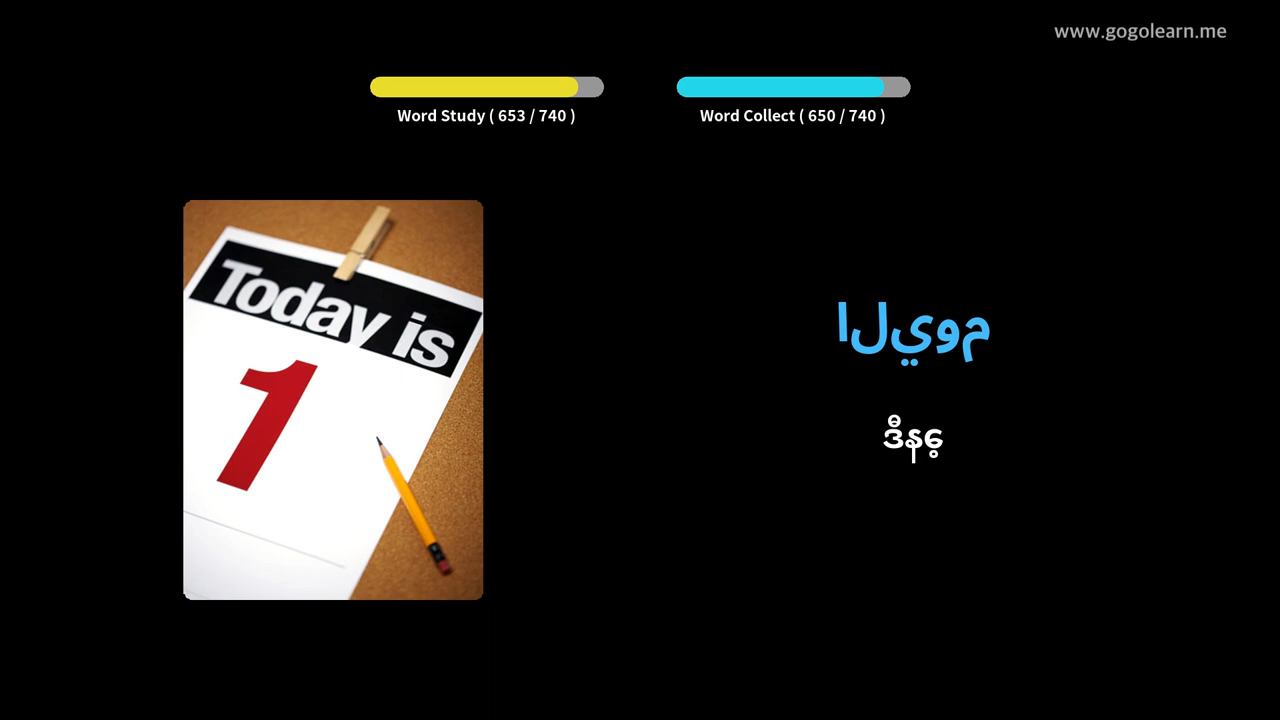 www.gogolearn.me
Word Study ( 653 / 740 )
Word Collect ( 650 / 740 )
Today is
1
اليوم
ဒီနေ့